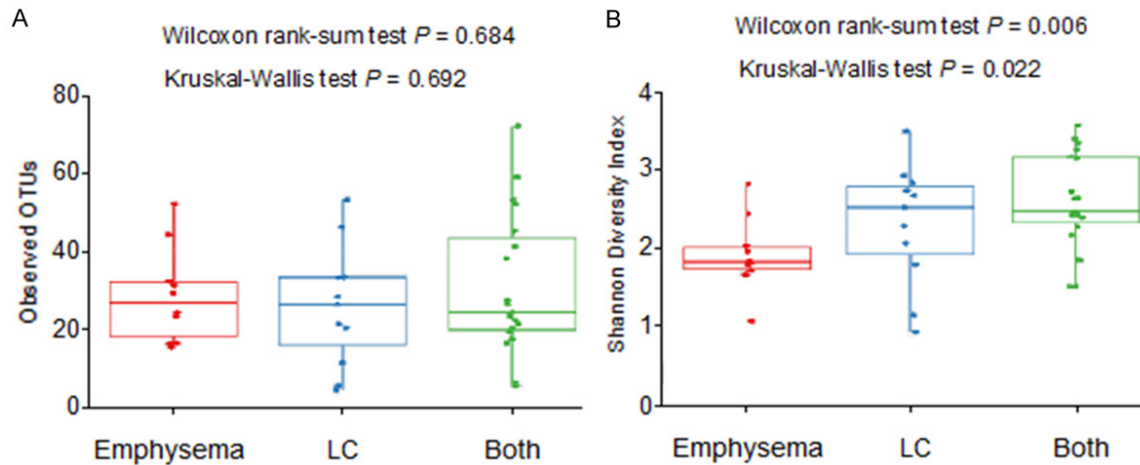 A
Wilcoxon rank-sum test P = 0.684
Kruskal-Wallis test P = 0.692
80
60
40
20
0
Observed OTUs
Emphysema LC Both
B
Wilcoxon rank-sum test P = 0.006
Kruskal-Wallis test P = 0.022
4
3
2
1
0
Shannon Diversity Index
Emphysema LC Both